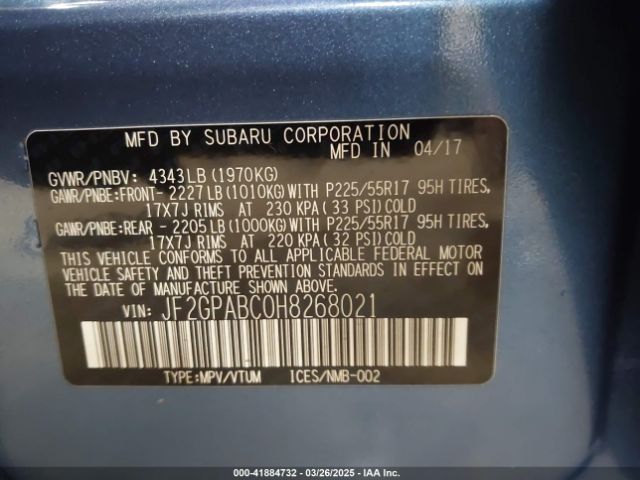 MFD BY SUBARU CORPORATION
MFD IN 04/17
GVWR/PNBV: 4343LB(1970KG)
GAWR/PNBE:FRONT- 2227LB(1010KG)WITH P225/55R17 95H TIRES,
17X7J RIMS AT 230 KPA(33 PSI)COLD
GAWR/PNBE:REAR - 2205LB(1000KG)WITH P225/55R17 95H TIRES,
17X7J RIMS AT 220 KPA(32 PSI)COLD
THIS VEHICLE CONFORMS TO ALL APPLICABLE FEDERAL MOTOR
VEHICLE SAFETY AND THEFT PREVENTION STANDARDS IN EFFECT ON
THE DATE OF MANUFACTURE SHOWN ABOVE.
VIN: JF2GPABC0H8268021
TYPE:MPV/VTUM ICES/NMB-002
000-41884732 - 03/26/2025 - IAA Inc.